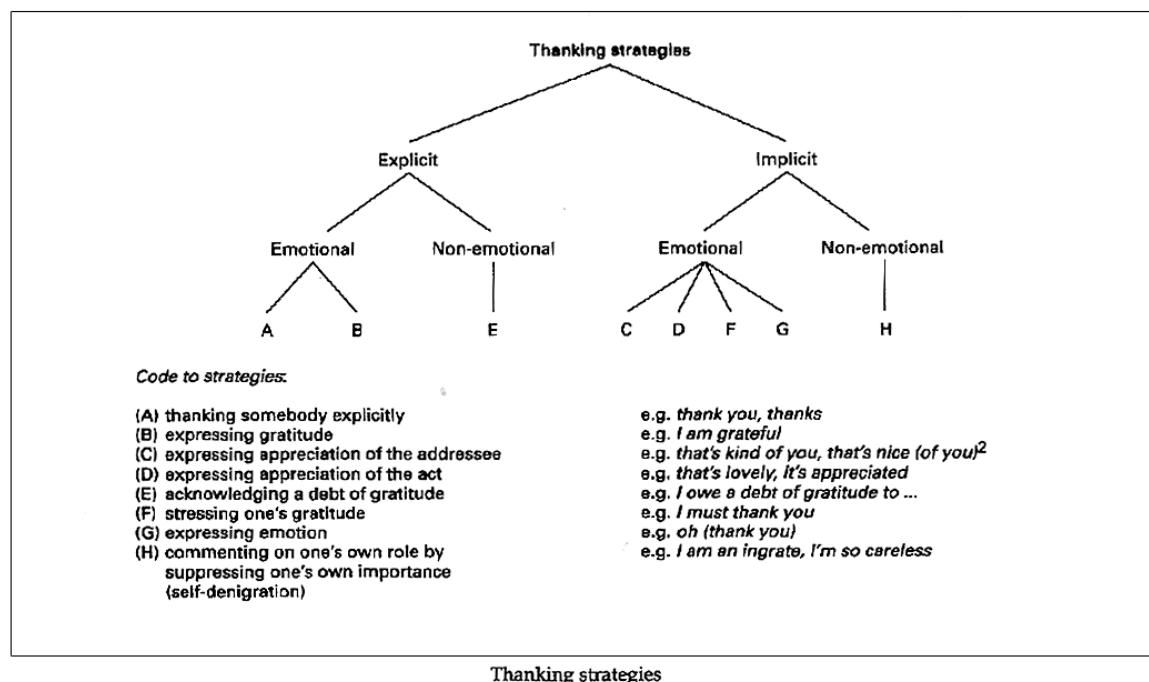 Thanking strategies
Explicit Implicit
Emotional Non-emotional Emotional Non-emotional
A B E C D F G H
Code to strategies:
(A) thanking somebody explicitly e.g. thank you, thanks
(B) expressing gratitude e.g. I am grateful
(C) expressing appreciation of the addressee e.g. that's kind of you, that's nice (of you)2
(D) expressing appreciation of the act e.g. that's lovely, it's appreciated
(E) acknowledging a debt of gratitude e.g. I owe a debt of gratitude to ...
(F) stressing one's gratitude e.g. I must thank you
(G) expressing emotion e.g. oh (thank you)
(H) commenting on one's own role by e.g. I am an ingrate, I'm so careless
suppressing one's own importance
(self-denigration)
Thanking strategies